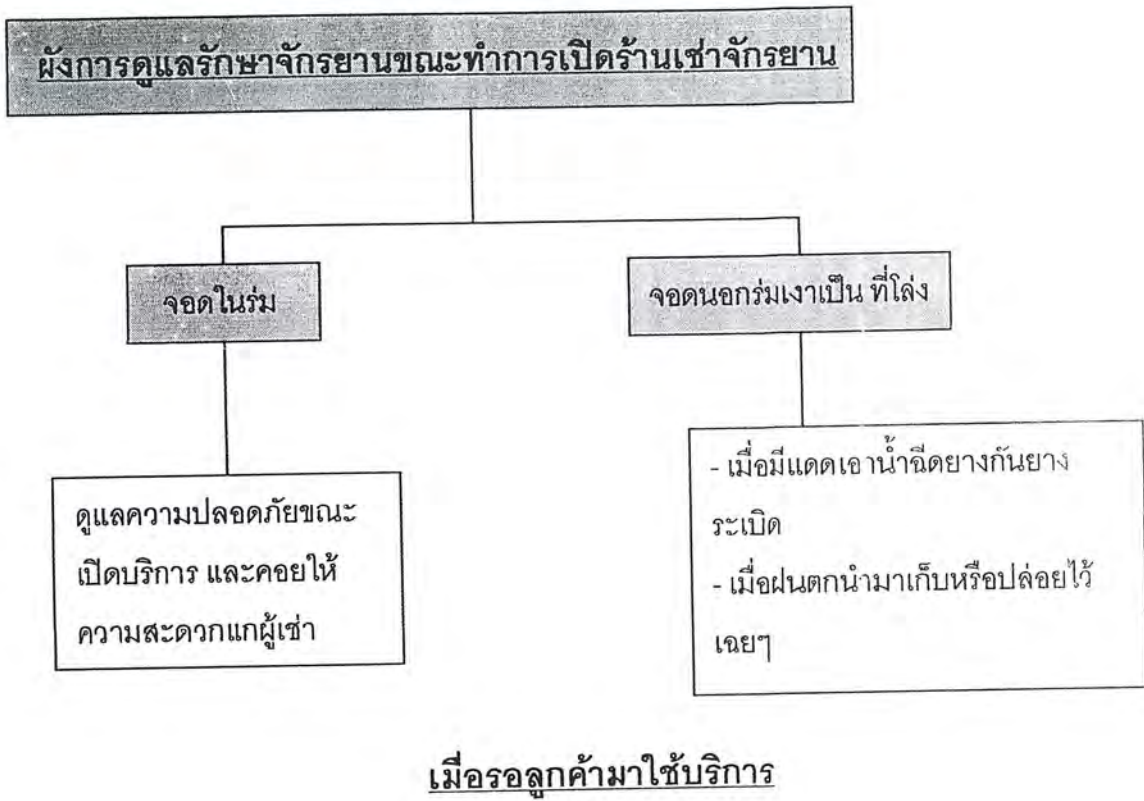 ผังการดูแลรักษาจักรยานขณะทำการเปิดร้านเช่าจักรยาน
จอดในร่ม
จอดนอกร่มเงาเป็น ที่โล่ง
ดูแลความปลอดภัยขณะ
เปิดบริการ และคอยให้
ความสะดวกแกผู้เช่า
- เมื่อมีแดดเอาน้ำฉีดยางกันยาง
ระเบิด
- เมื่อฝนตกนำมาเก็บหรือปล่อยไว้
เฉยๆ
เมื่อรอลูกค้ามาใช้บริการ